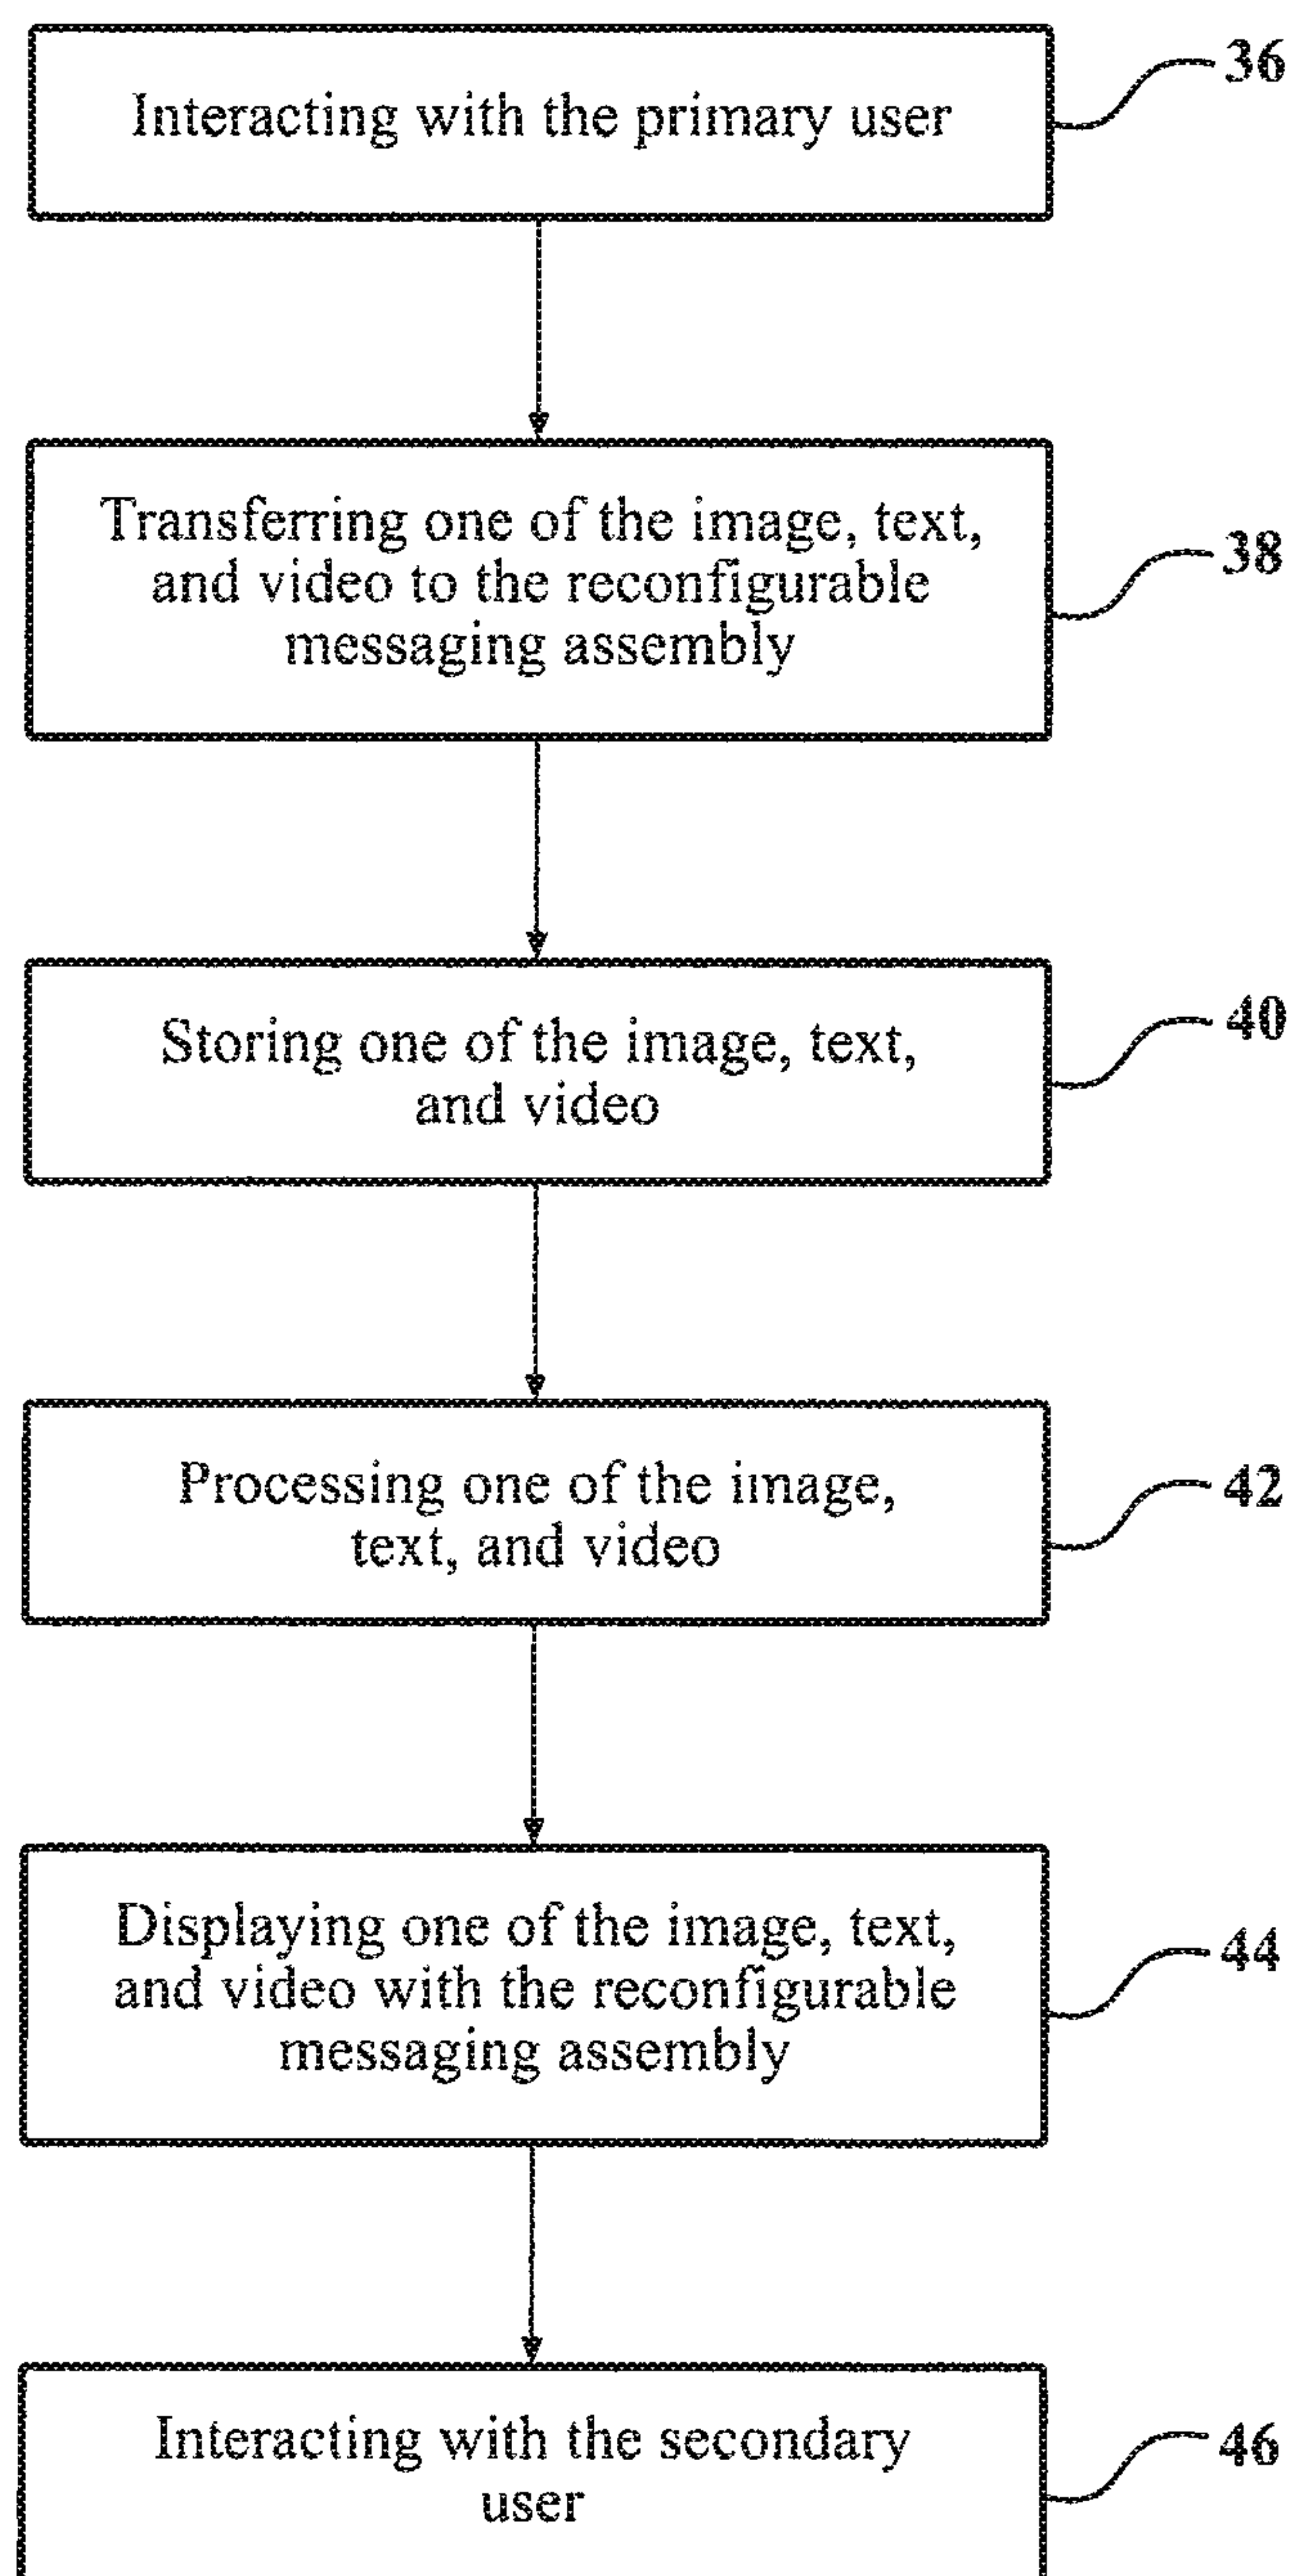 Interacting with the primary user
36
Transferring one of the image, text,
and video to the reconfigurable
messaging assembly
38
Storing one of the image, text,
and video
40
Processing one of the image,
text, and video
42
Displaying one of the image, text,
and video with the reconfigurable
messaging assembly
44
Interacting with the secondary
user
46